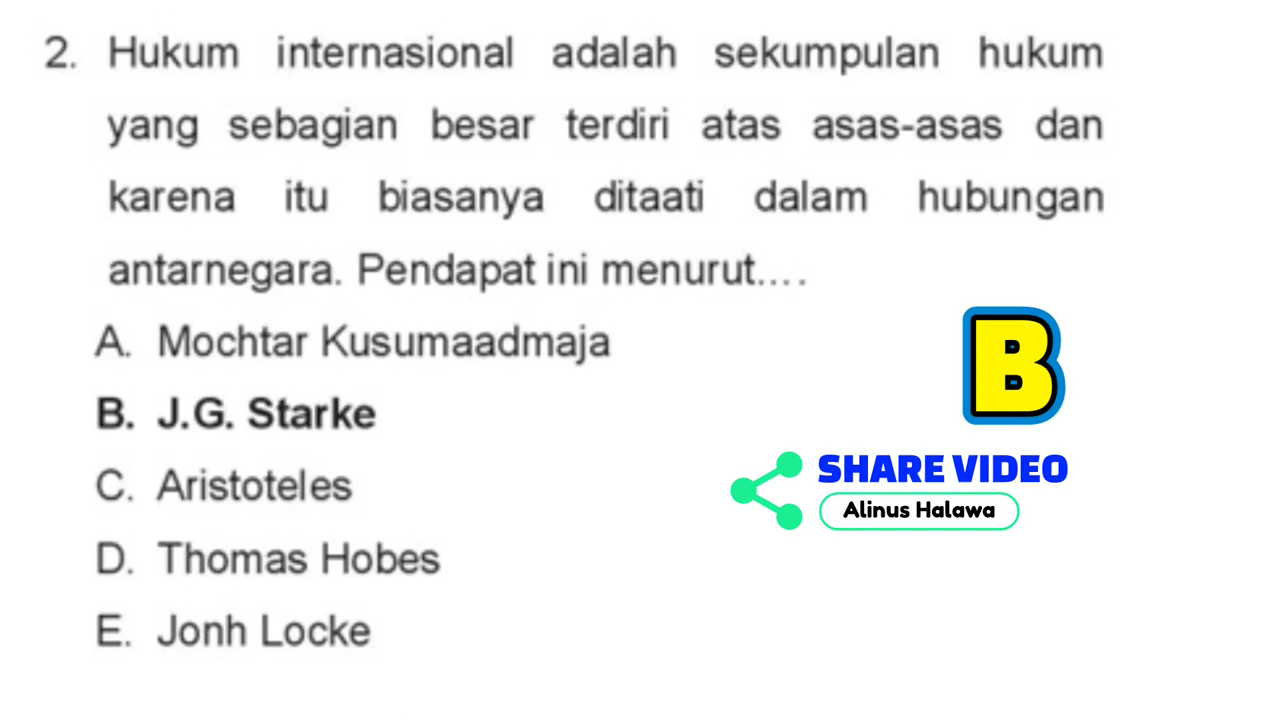 2. Hukum internasional adalah sekumpulan hukum
yang sebagian besar terdiri atas asas-asas dan
karena itu biasanya ditaati dalam hubungan
antarnegara. Pendapat ini menurut....
A. Mochtar Kusumaadmaja
B. J.G. Starke
C. Aristoteles
D. Thomas Hobes
E. Jonh Locke
B
SHARE VIDEO
Alinus Halawa